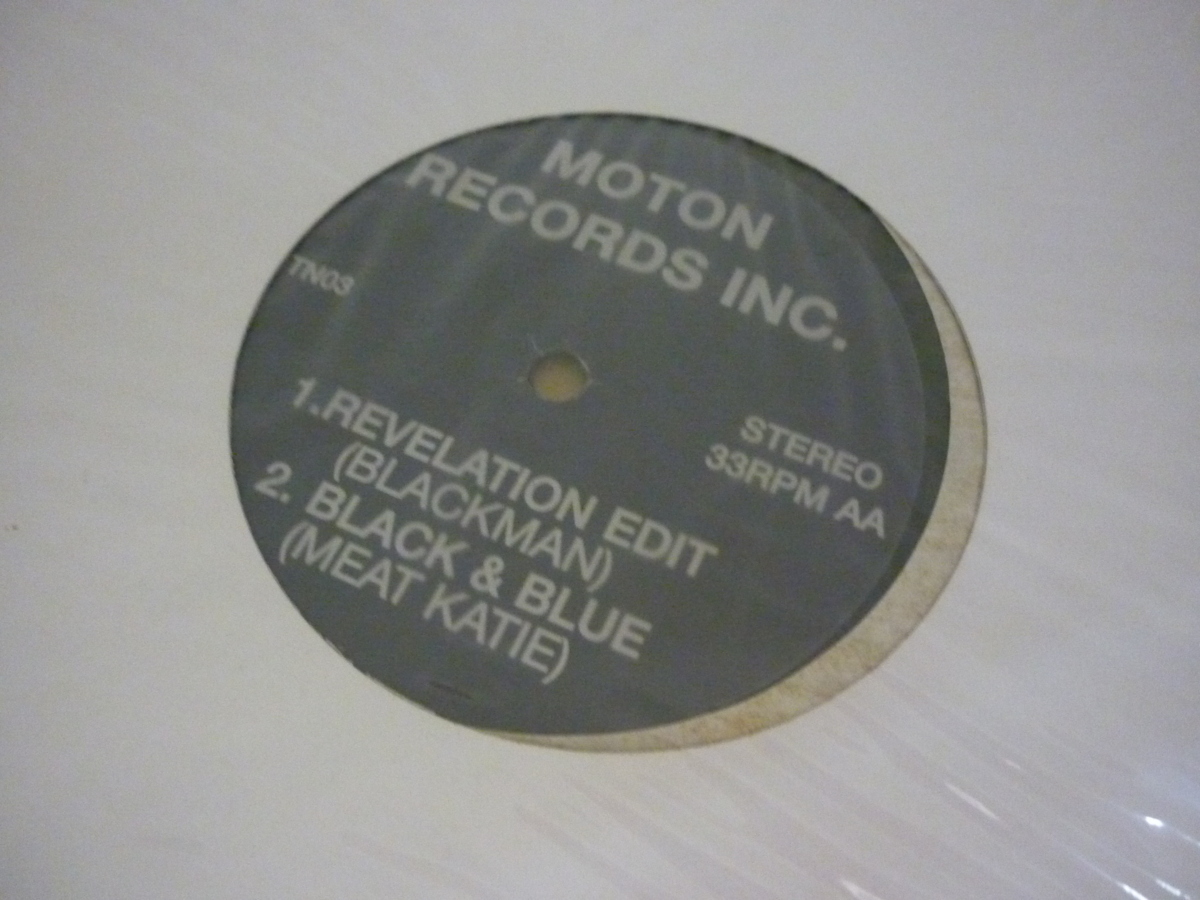 MOTON
RECORDS INC.
TN03
STEREO
33RPM AA
1.REVELATION EDIT
(BLACKMAN)
2. BLACK & BLUE
(MEAT KATIE)